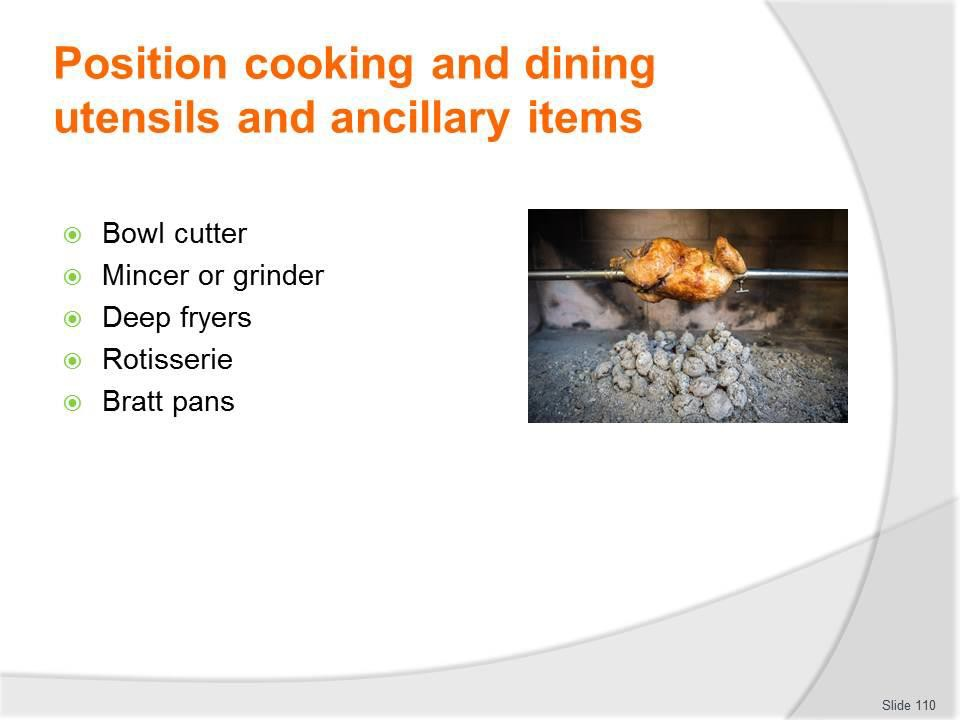 Position cooking and dining
utensils and ancillary items
Bowl cutter
Mincer or grinder
Deep fryers
Rotisserie
Bratt pans
Slide 110